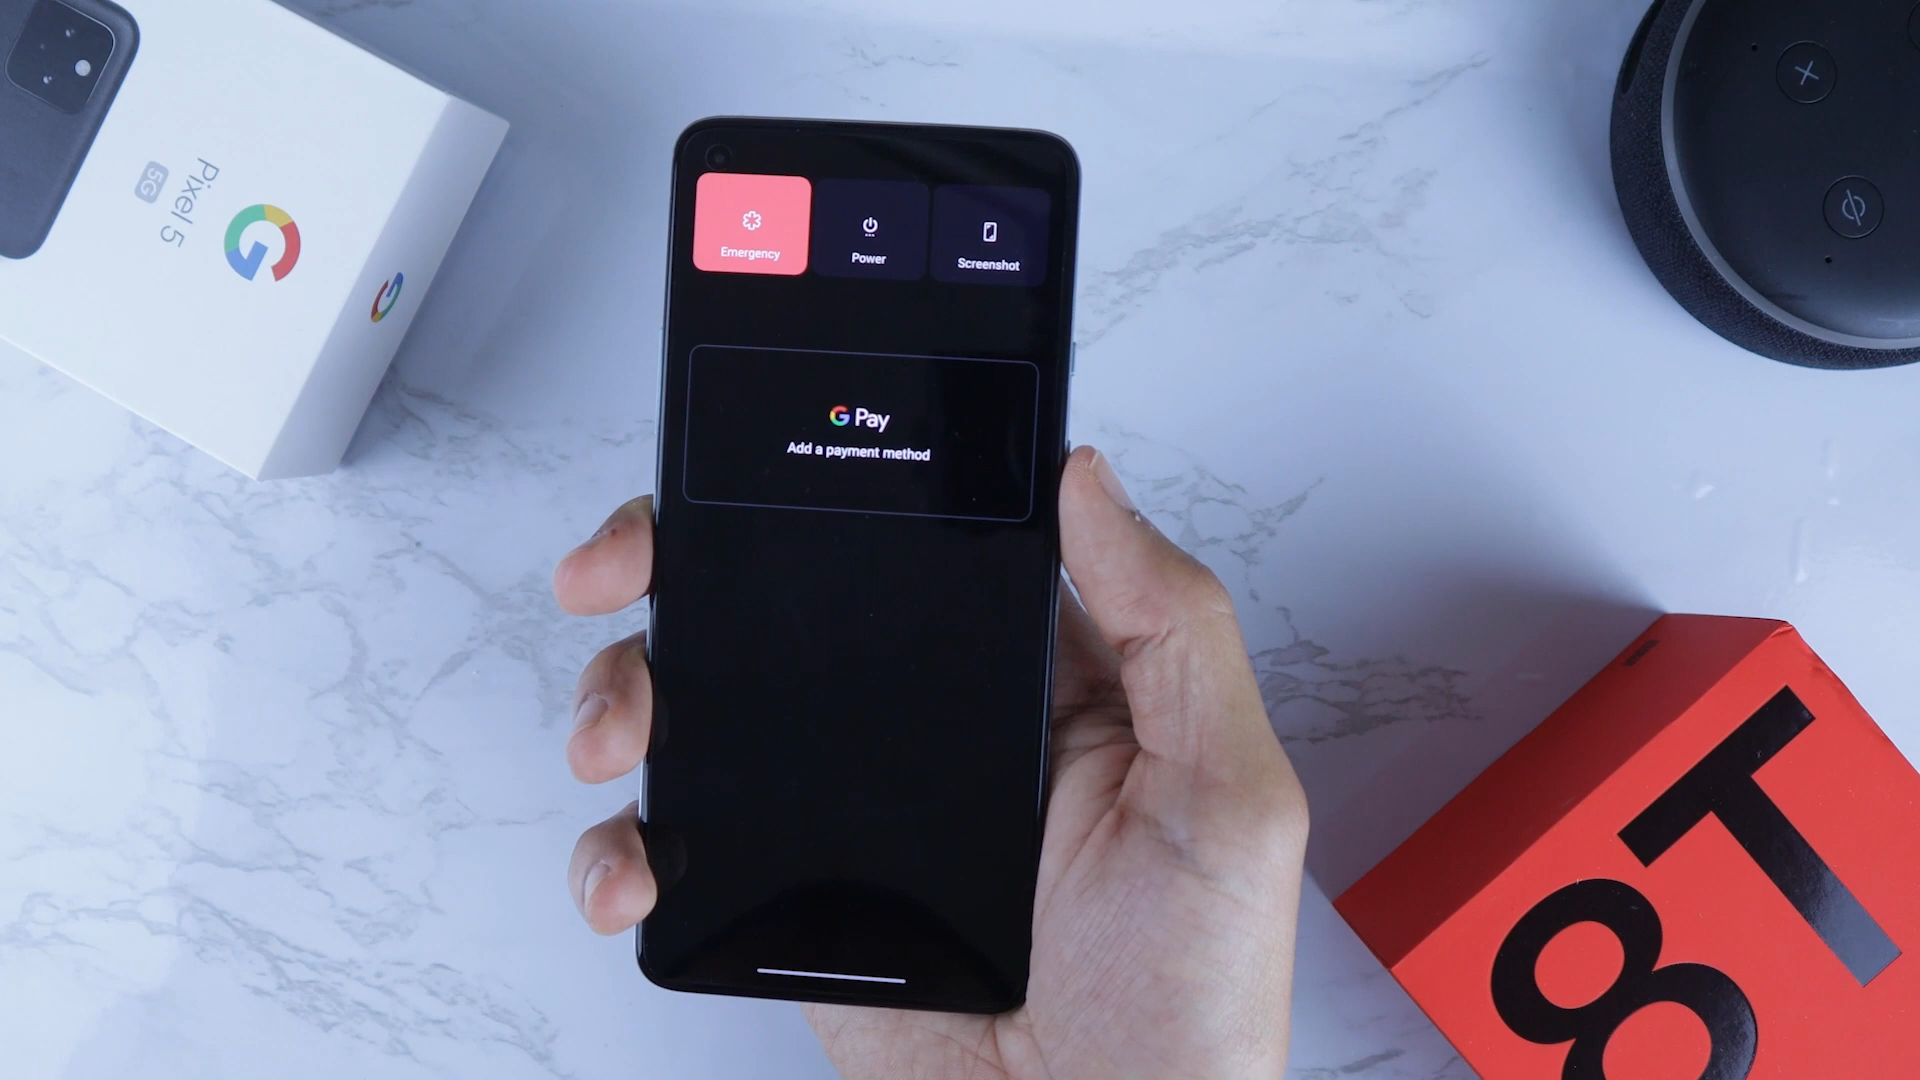 Pixel 5
5G
G
G
Emergency
Power
Screenshot
G Pay
Add a payment method
8T